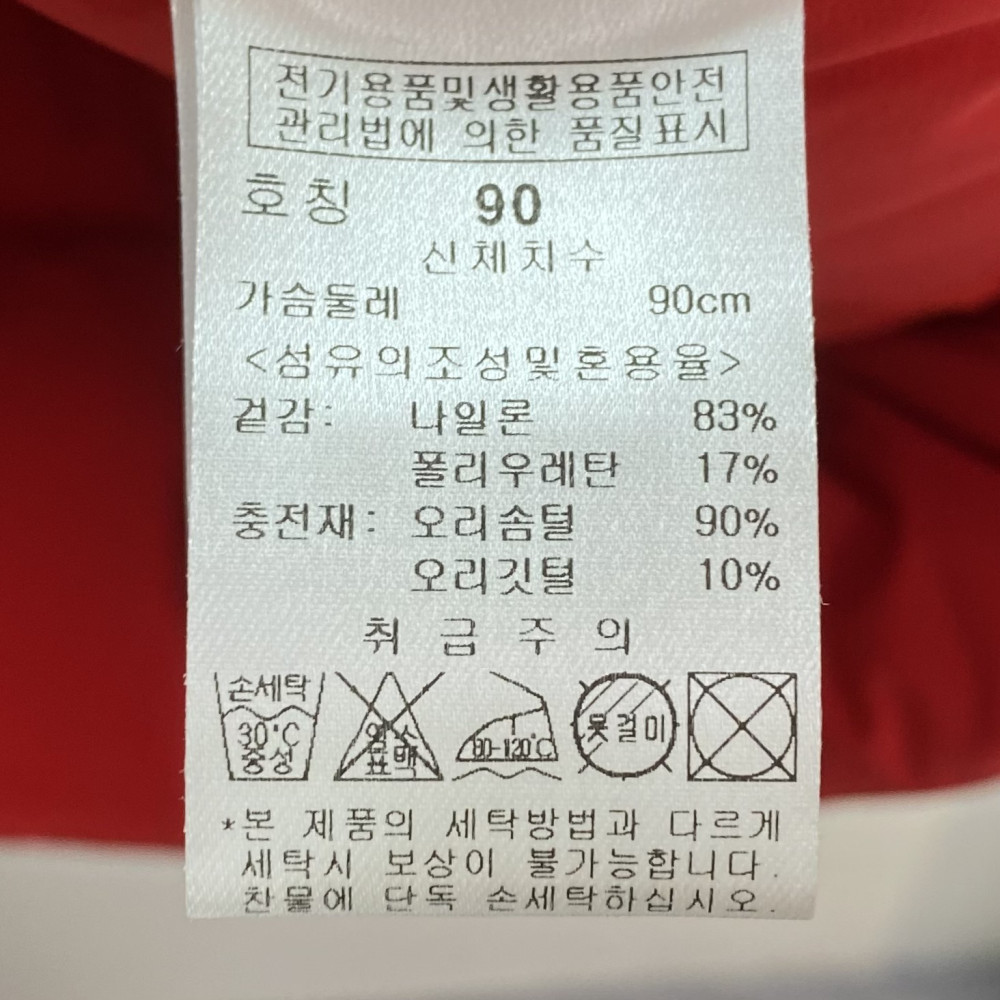 전기용품및생활용품안전
관리법에 의한 품질표시
호칭 90
신체치수
가슴둘레 90cm
<섬유의조성및혼용율>
겉감: 나일론 83%
폴리우레탄 17%
충전재: 오리솜털 90%
오리깃털 10%
취급주의
손세탁
30°C
중성
염소
표백
80-120°C
옷걸이
*본 제품의 세탁방법과 다르게
세탁시 보상이 불가능합니다.
찬물에 단독 손세탁하십시오.